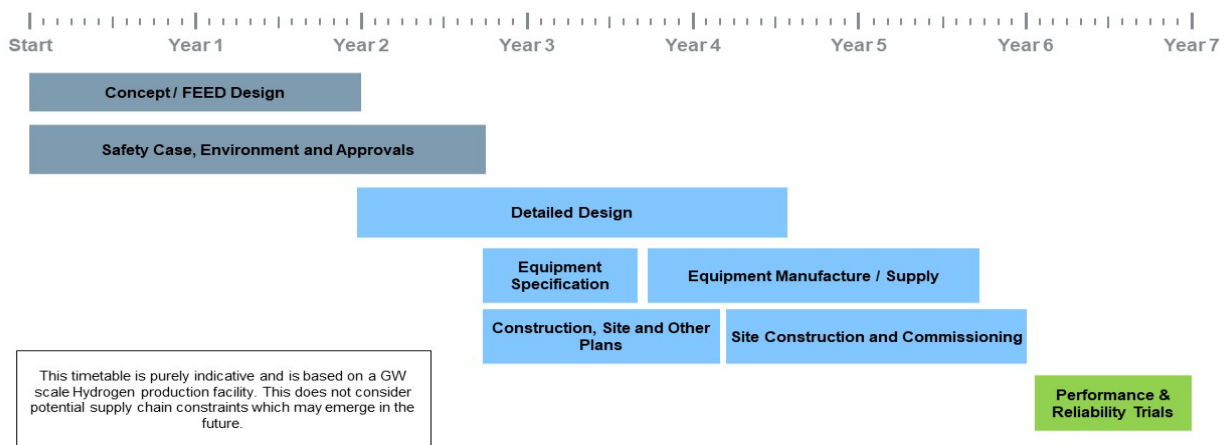 Start Year 1 Year 2 Year 3 Year 4 Year 5 Year 6 Year 7
Concept / FEED Design
Safety Case, Environment and Approvals
Detailed Design
Equipment
Specification
Equipment Manufacture / Supply
Construction, Site and Other
Plans
Site Construction and Commissioning
This timetable is purely indicative and is based on a GW
scale Hydrogen production facility. This does not consider
potential supply chain constraints which may emerge in the
future.
Performance &
Reliability Trials